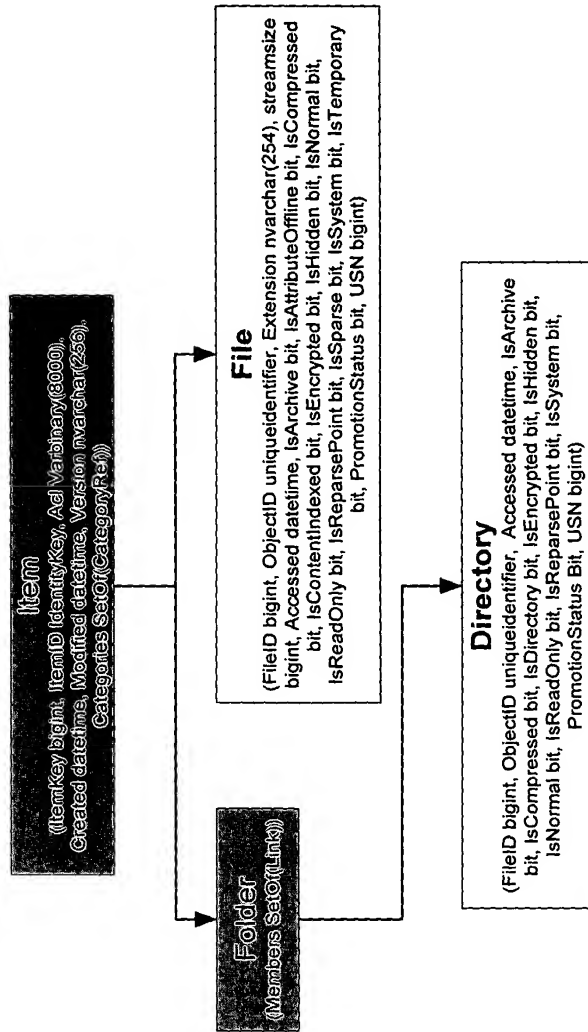 Item
(ItemKey bigint, ItemID IdentityKey, Acl Varbinary(8000),
Created datetime, Modified datetime, Version nvarchar(256),
Categories SetOf(CategoryRef))
Folder
(Members SetOf(Link))
File
(FileID bigint, ObjectID uniqueidentifier, Extension nvarchar(254), streamsize
bigint, Accessed datetime, IsArchive bit, IsAttributeOffline bit, IsCompressed
bit, IsContentIndexed bit, IsEncrypted bit, IsHidden bit, IsNormal bit,
IsReadOnly bit, IsReparsePoint bit, IsSparse bit, IsSystem bit, IsTemporary
bit, PromotionStatus bit, USN bigint)
Directory
(FileID bigint, ObjectID uniqueidentifier, Accessed datetime, IsArchive
bit, IsCompressed bit, IsDirectory bit, IsEncrypted bit, IsHidden bit,
IsNormal bit, IsReadOnly bit, IsReparsePoint bit, IsSystem bit,
PromotionStatus Bit, USN bigint)